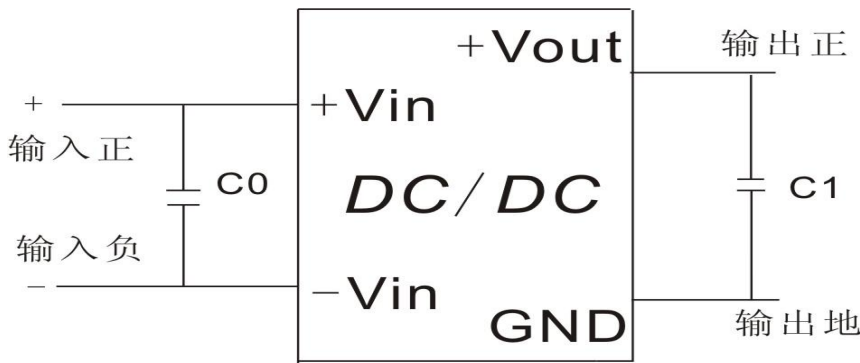 +Vout
输出正
+
+Vin
输入正
C0
DC/DC
C1
输入负
−
−Vin
GND
输出地